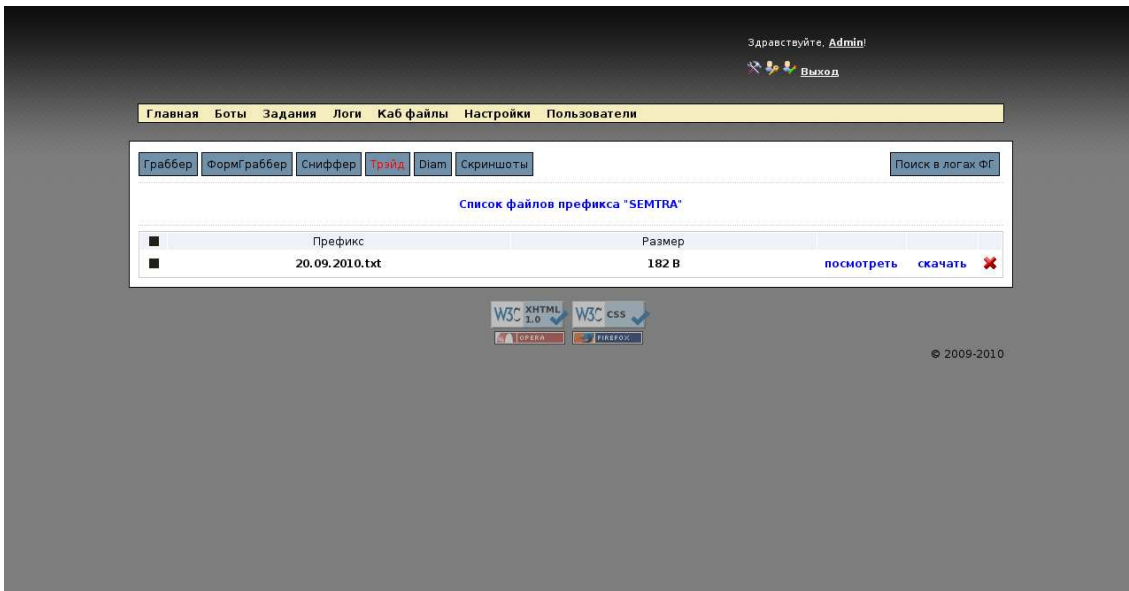 Здравствуйте, Admin!
Выход
Главная Боты Задания Логи Каб файлы Настройки Пользователи
Граббер ФормГраббер Сниффер Трэйд Diam Скриншоты Поиск в логах ФГ
Список файлов префикса "SEMTRA"
Префикс Размер
20.09.2010.txt 182 B посмотреть скачать
W3C XHTML 1.0 W3C css
OPERA FIREFOX
© 2009-2010